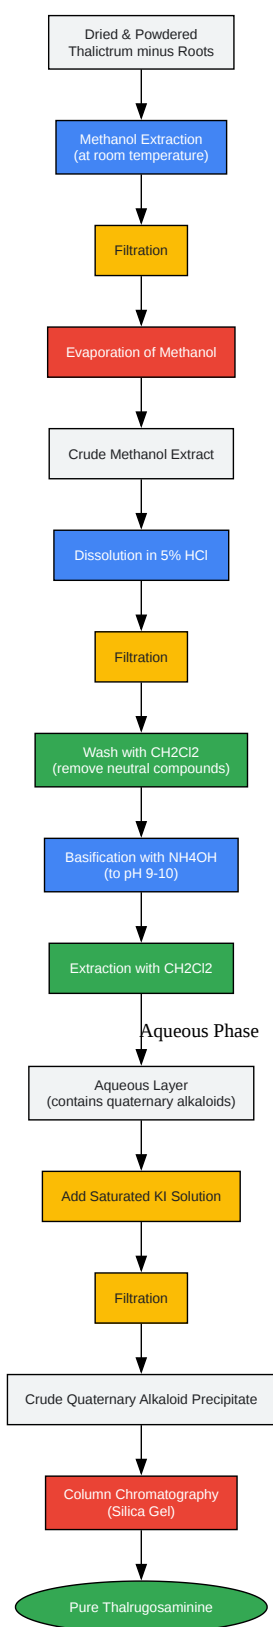 Dried & Powdered
Thalictrum minus Roots
Methanol Extraction
(at room temperature)
Filtration
Evaporation of Methanol
Crude Methanol Extract
Dissolution in 5% HCl
Filtration
Wash with CH2Cl2
(remove neutral compounds)
Basification with NH4OH
(to pH 9-10)
Extraction with CH2Cl2
Aqueous Phase
Aqueous Layer
(contains quaternary alkaloids)
Add Saturated KI Solution
Filtration
Crude Quaternary Alkaloid Precipitate
Column Chromatography
(Silica Gel)
Pure Thalrugosaminine